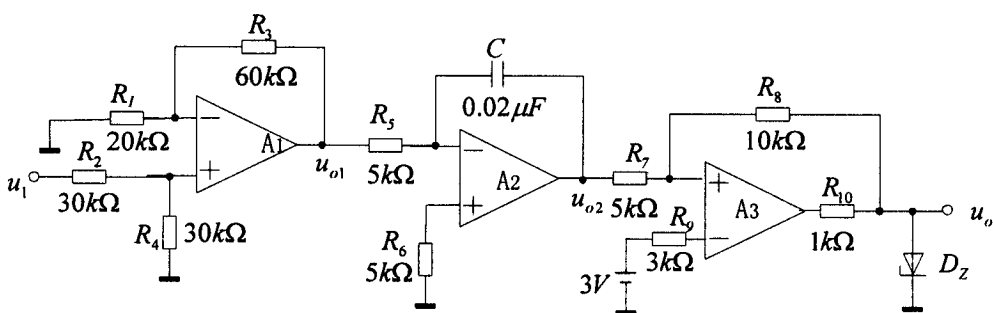 R3
60kΩ
C
0.02μF
R8
10kΩ
R1
20kΩ
−
A1
+
uo1
R2
30kΩ
uI
R4
30kΩ
R5
5kΩ
−
A2
+
uo2
R6
5kΩ
R7
5kΩ
+
A3
−
R9
3kΩ
3V
R10
1kΩ
uo
DZ